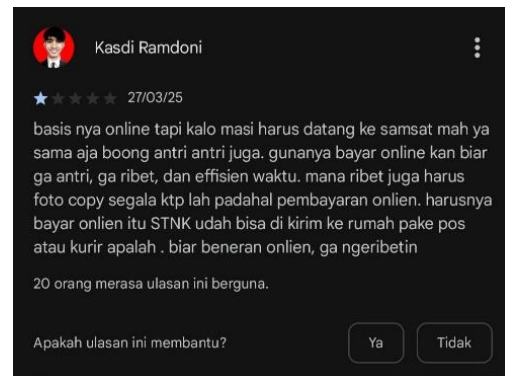 Kasdi Ramdoni
27/03/25
basis nya online tapi kalo masi harus datang ke samsat mah ya
sama aja boong antri antri juga. gunanya bayar online kan biar
ga antri, ga ribet, dan effisien waktu. mana ribet juga harus
foto copy segala ktp lah padahal pembayaran onlien. harusnya
bayar onlien itu STNK udah bisa di kirim ke rumah pake pos
atau kurir apalah . biar beneran onlien, ga ngeribetin
20 orang merasa ulasan ini berguna.
Apakah ulasan ini membantu? Ya Tidak